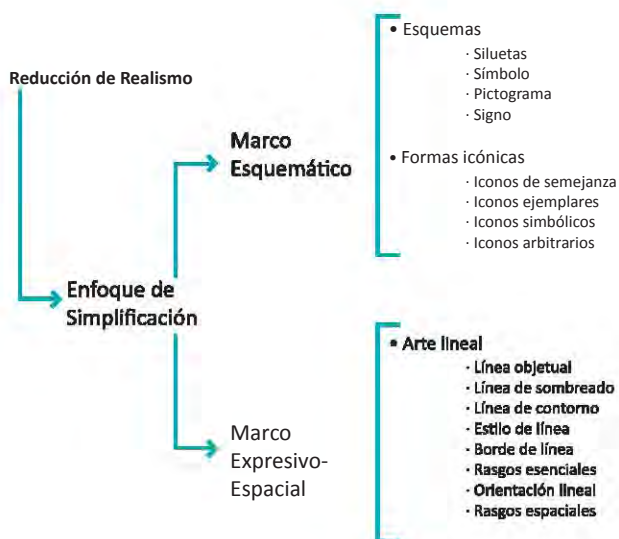 Reducción de Realismo
Enfoque de
Simplificación
Marco
Esquemático
• Esquemas
· Siluetas
· Símbolo
· Pictograma
· Signo
• Formas icónicas
· Iconos de semejanza
· Iconos ejemplares
· Iconos simbólicos
· Iconos arbitrarios
Marco
Expresivo-
Espacial
• Arte lineal
· Línea objetual
· Línea de sombreado
· Línea de contorno
· Estilo de línea
· Borde de línea
· Rasgos esenciales
· Orientación lineal
· Rasgos espaciales